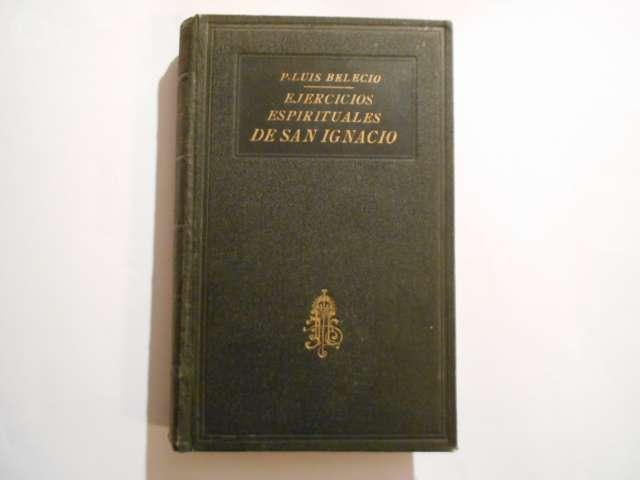 P. LUIS BELECIO
EJERCICIOS
ESPIRITUALES
DE SAN IGNACIO